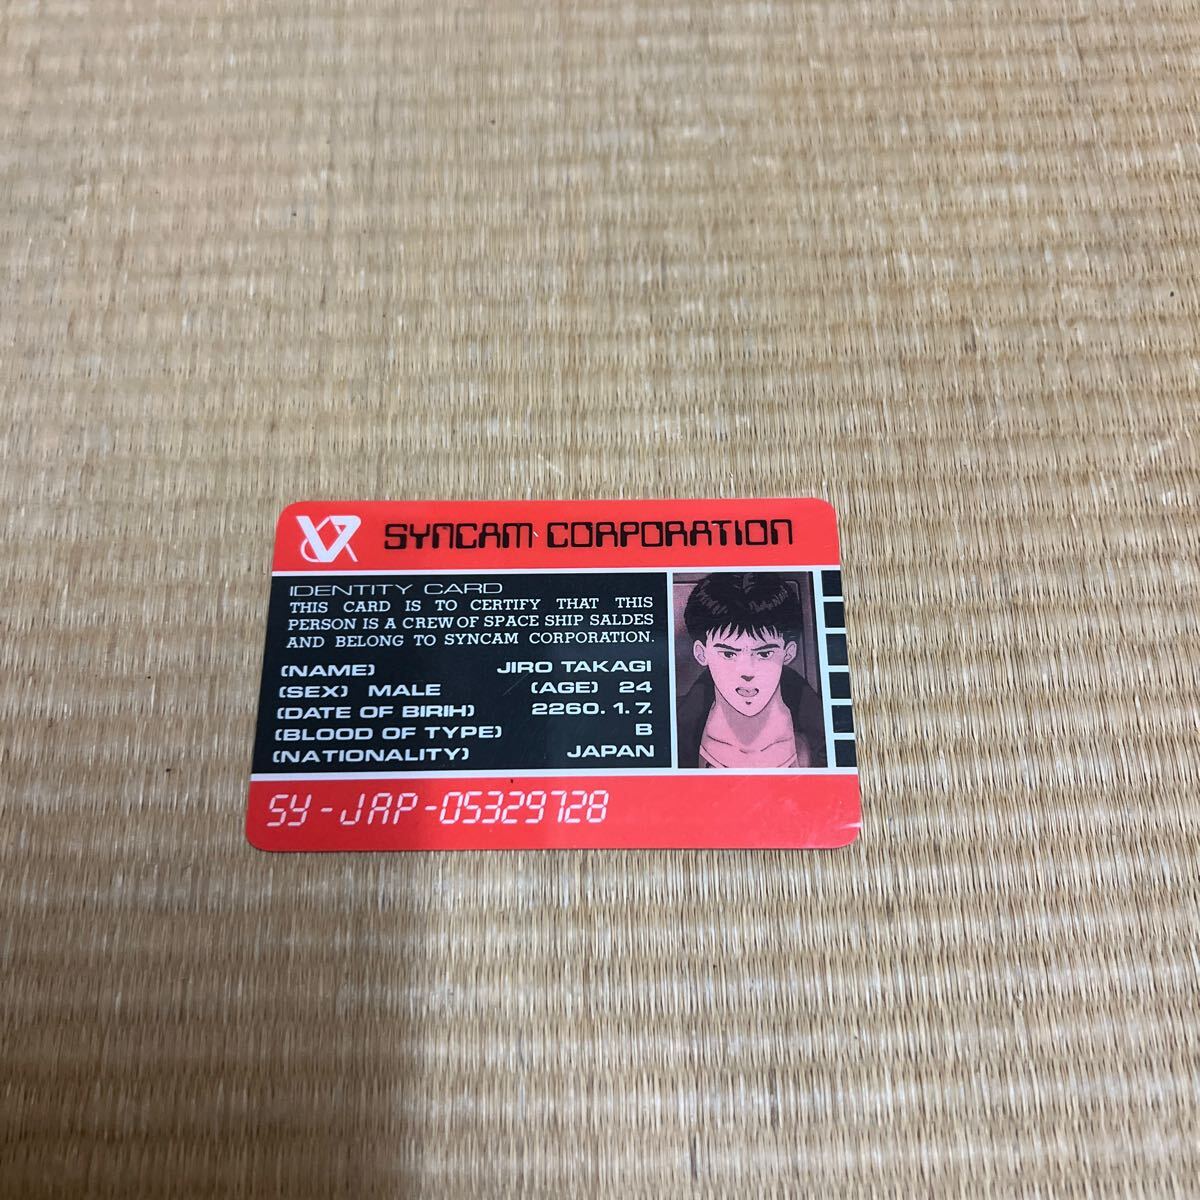 SYNCAM CORPORATION
IDENTITY CARD
THIS CARD IS TO CERTIFY THAT THIS
PERSON IS A CREW OF SPACE SHIP SALDES
AND BELONG TO SYNCAM CORPORATION.
(NAME) JIRO TAKAGI
(SEX) MALE (AGE) 24
(DATE OF BIRIH) 2260.1.7.
(BLOOD OF TYPE) B
(NATIONALITY) JAPAN
SY-JAP-05329728